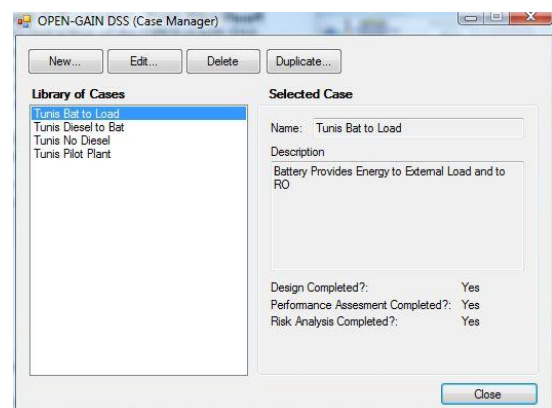 OPEN-GAIN DSS (Case Manager)
New... Edit... Delete Duplicate...
Library of Cases
Tunis Bat to Load
Tunis Diesel to Bat
Tunis No Diesel
Tunis Pilot Plant
Selected Case
Name: Tunis Bat to Load
Description
Battery Provides Energy to External Load and to
RO
Design Completed?: Yes
Performance Assesment Completed?: Yes
Risk Analysis Completed?: Yes
Close